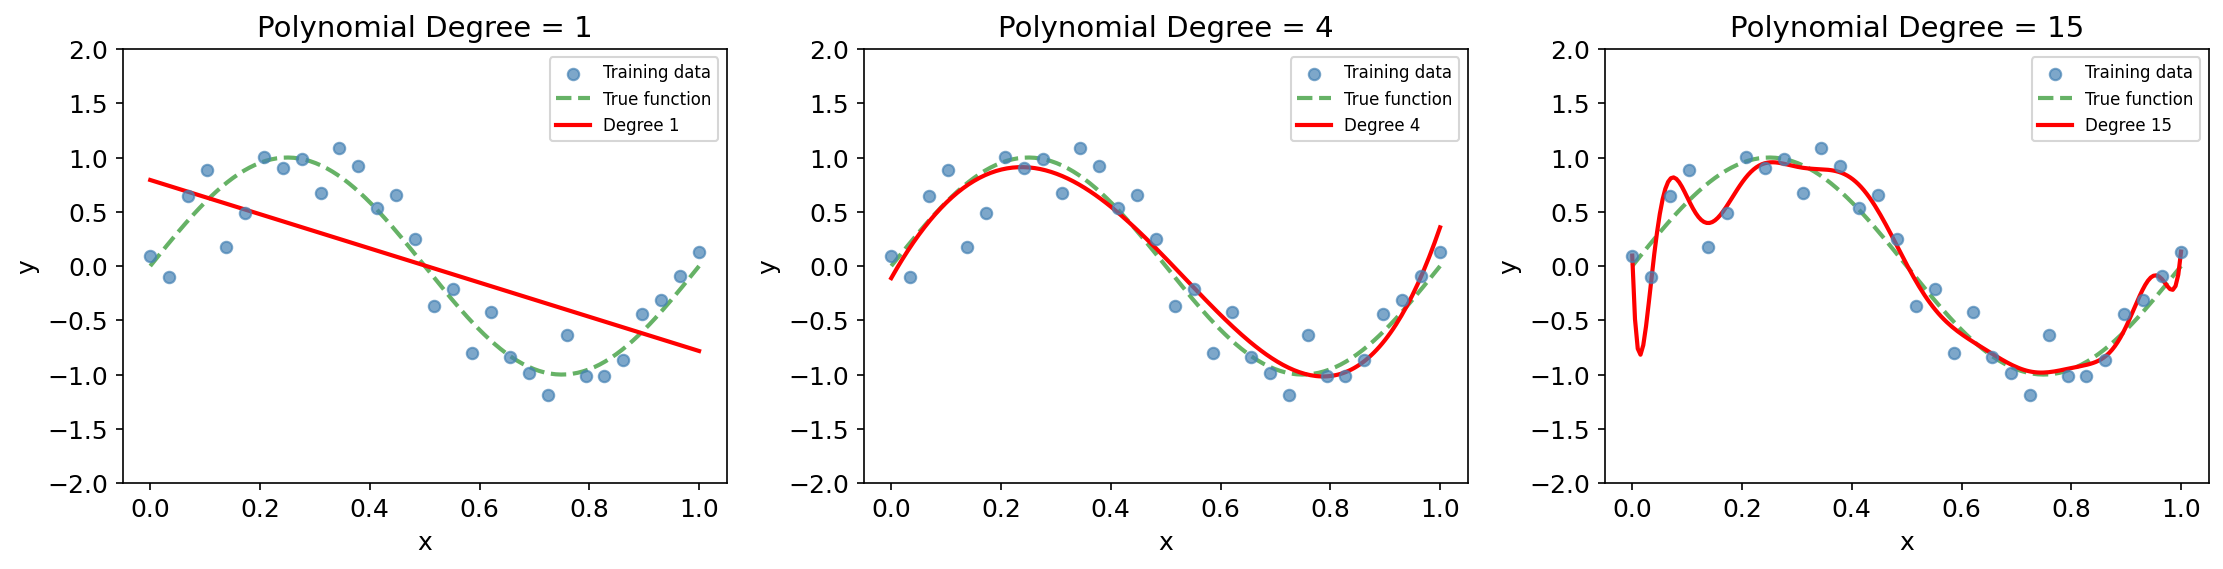 Polynomial Degree = 1
2.0
1.5
1.0
0.5
0.0
−0.5
−1.0
−1.5
−2.0
y
Training data
True function
Degree 1
0.0 0.2 0.4 0.6 0.8 1.0
x
Polynomial Degree = 4
2.0
1.5
1.0
0.5
0.0
−0.5
−1.0
−1.5
−2.0
y
Training data
True function
Degree 4
0.0 0.2 0.4 0.6 0.8 1.0
x
Polynomial Degree = 15
2.0
1.5
1.0
0.5
0.0
−0.5
−1.0
−1.5
−2.0
y
Training data
True function
Degree 15
0.0 0.2 0.4 0.6 0.8 1.0
x